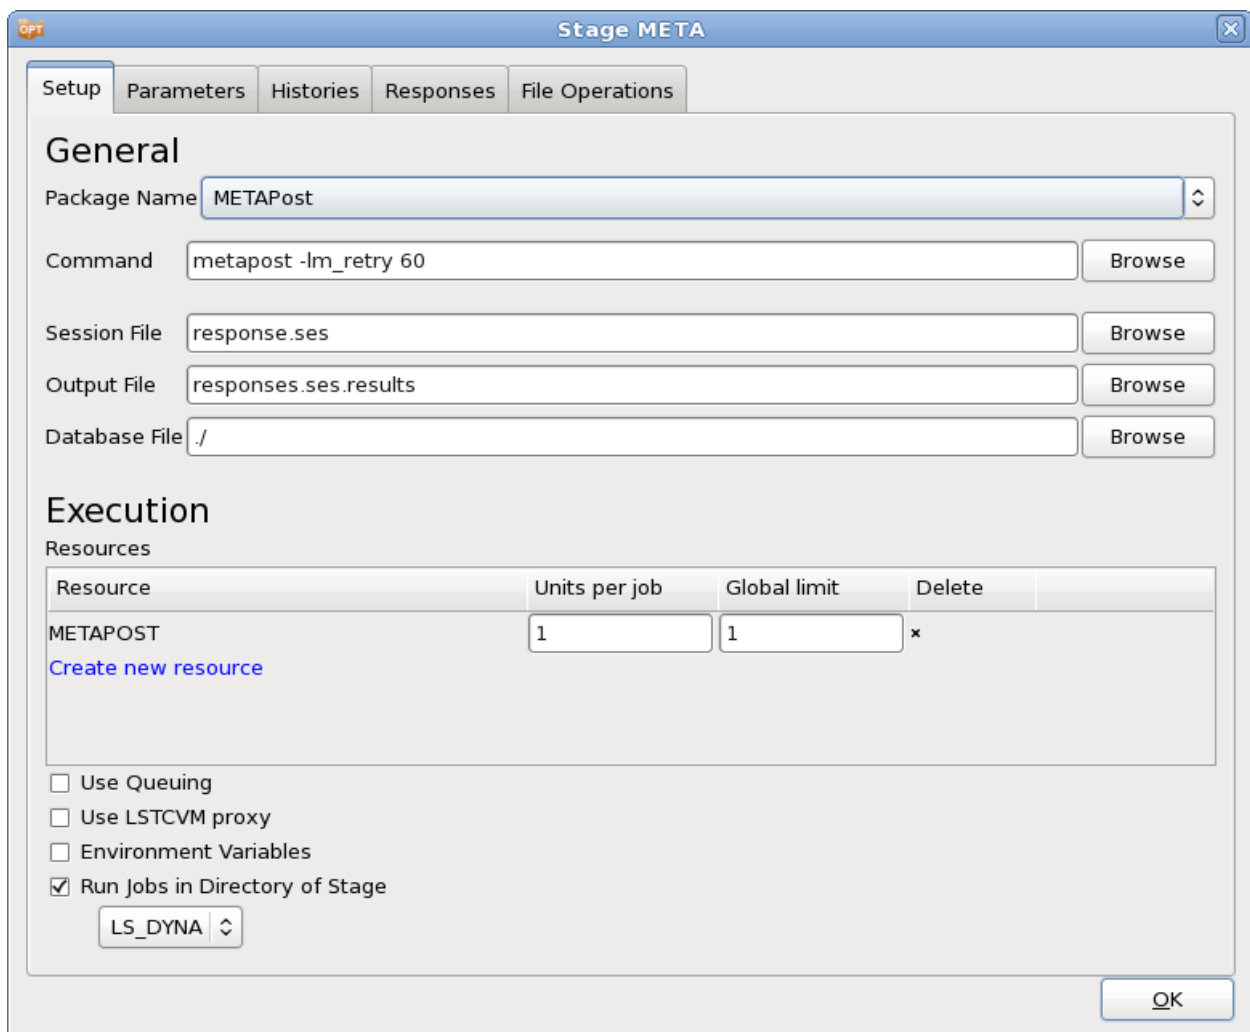 OPT Stage META
Setup Parameters Histories Responses File Operations
General
Package Name METAPost
Command metapost -lm_retry 60 Browse
Session File response.ses Browse
Output File responses.ses.results Browse
Database File ./ Browse
Execution
Resources
Resource Units per job Global limit Delete
METAPOST 1 1 ×
Create new resource
Use Queuing
Use LSTCVM proxy
Environment Variables
Run Jobs in Directory of Stage
LS_DYNA
OK